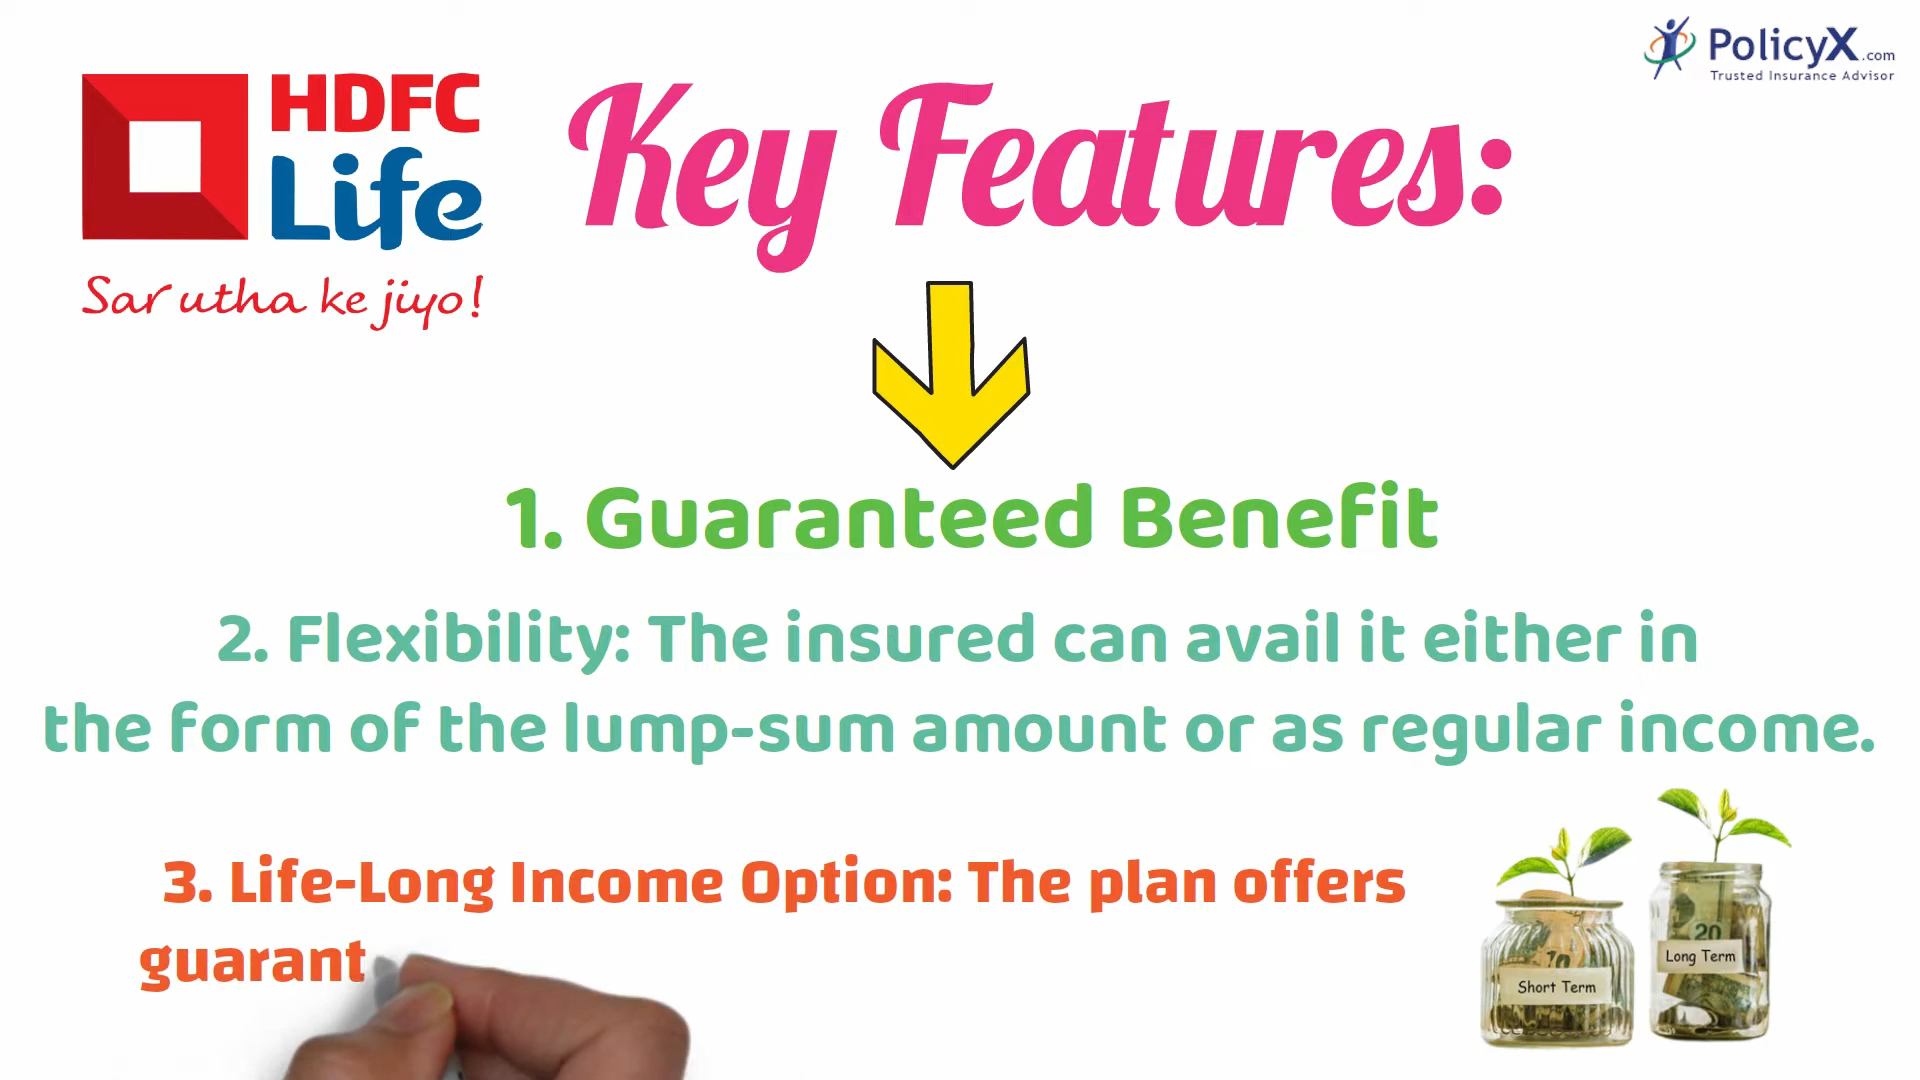 HDFC
Life
Sar utha ke jiyo!
Key Features:
PolicyX.com
Trusted Insurance Advisor
1. Guaranteed Benefit
2. Flexibility: The insured can avail it either in
the form of the lump-sum amount or as regular income.
3. Life-Long Income Option: The plan offers
guarant
10
Short Term
20
Long Term